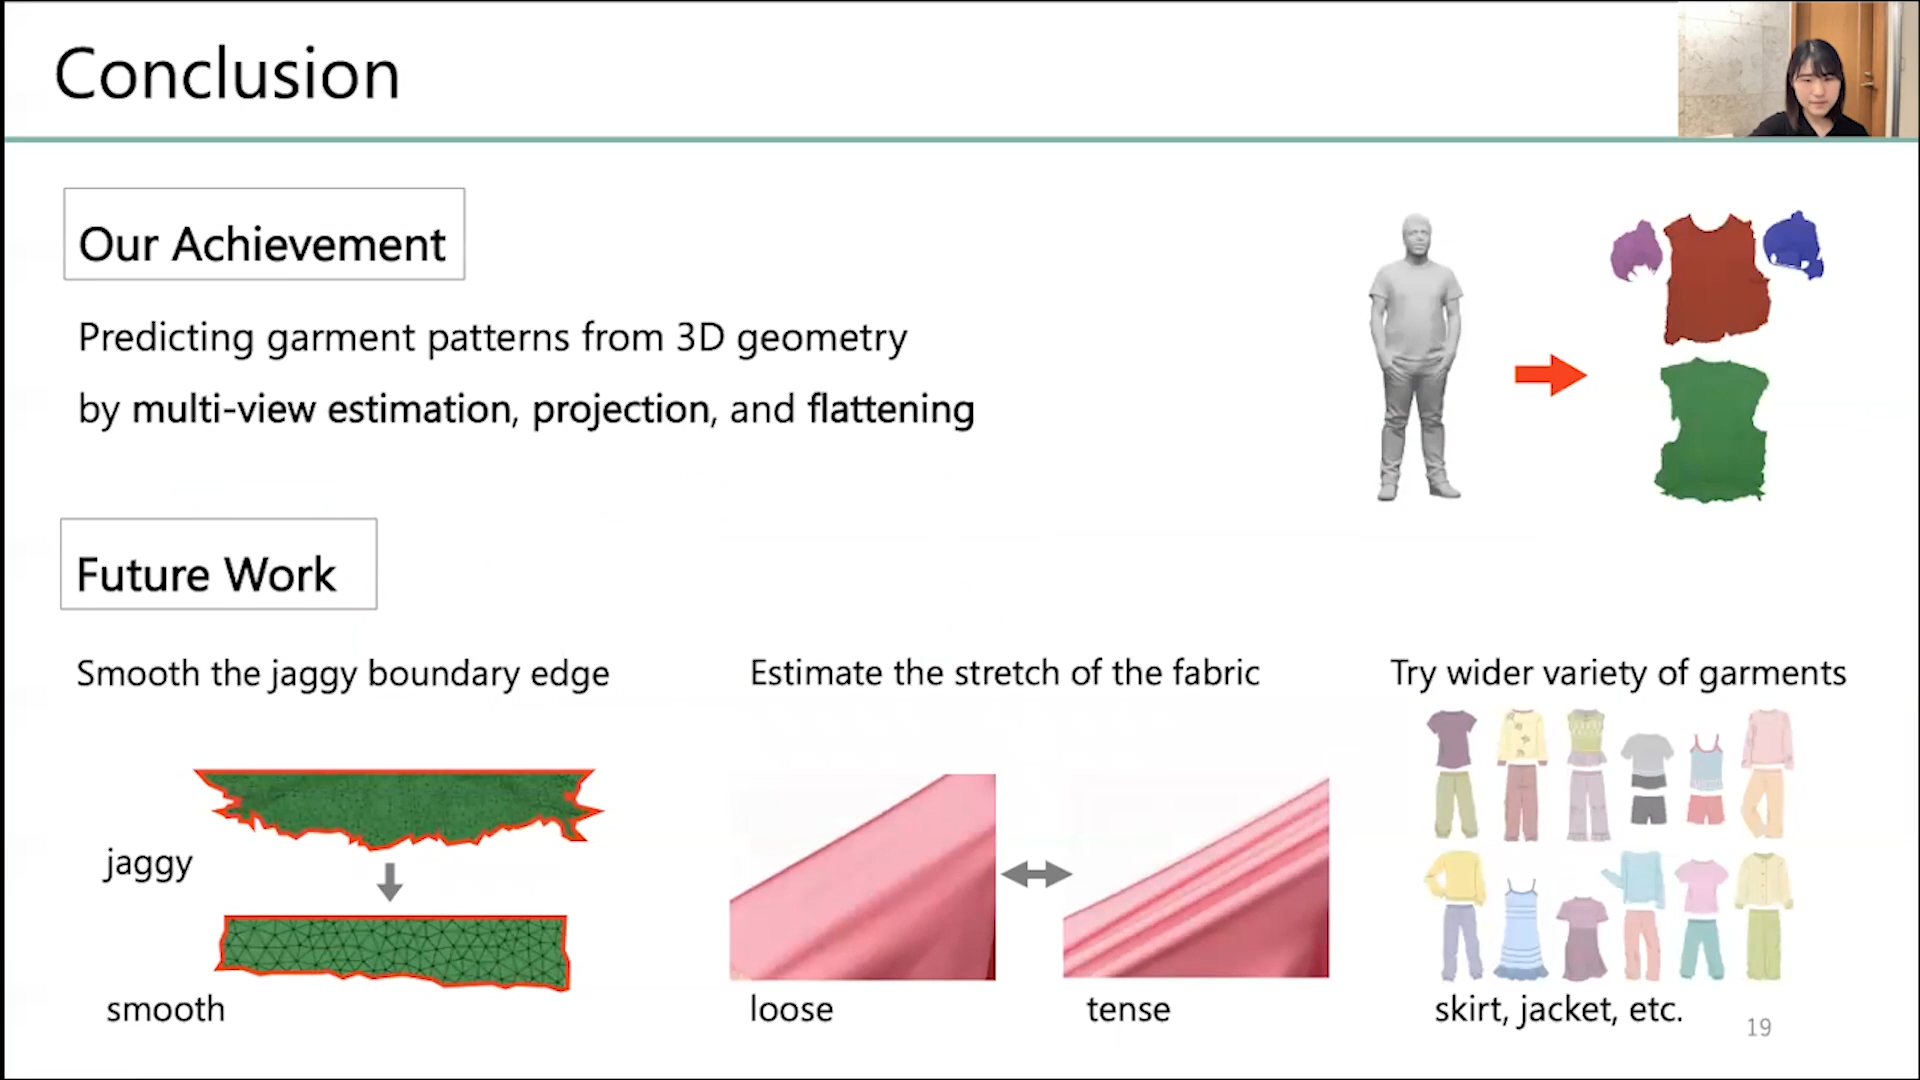 Conclusion
Our Achievement
Predicting garment patterns from 3D geometry
by multi-view estimation, projection, and flattening
Future Work
Smooth the jaggy boundary edge
jaggy
smooth
Estimate the stretch of the fabric
loose
tense
Try wider variety of garments
skirt, jacket, etc.
19